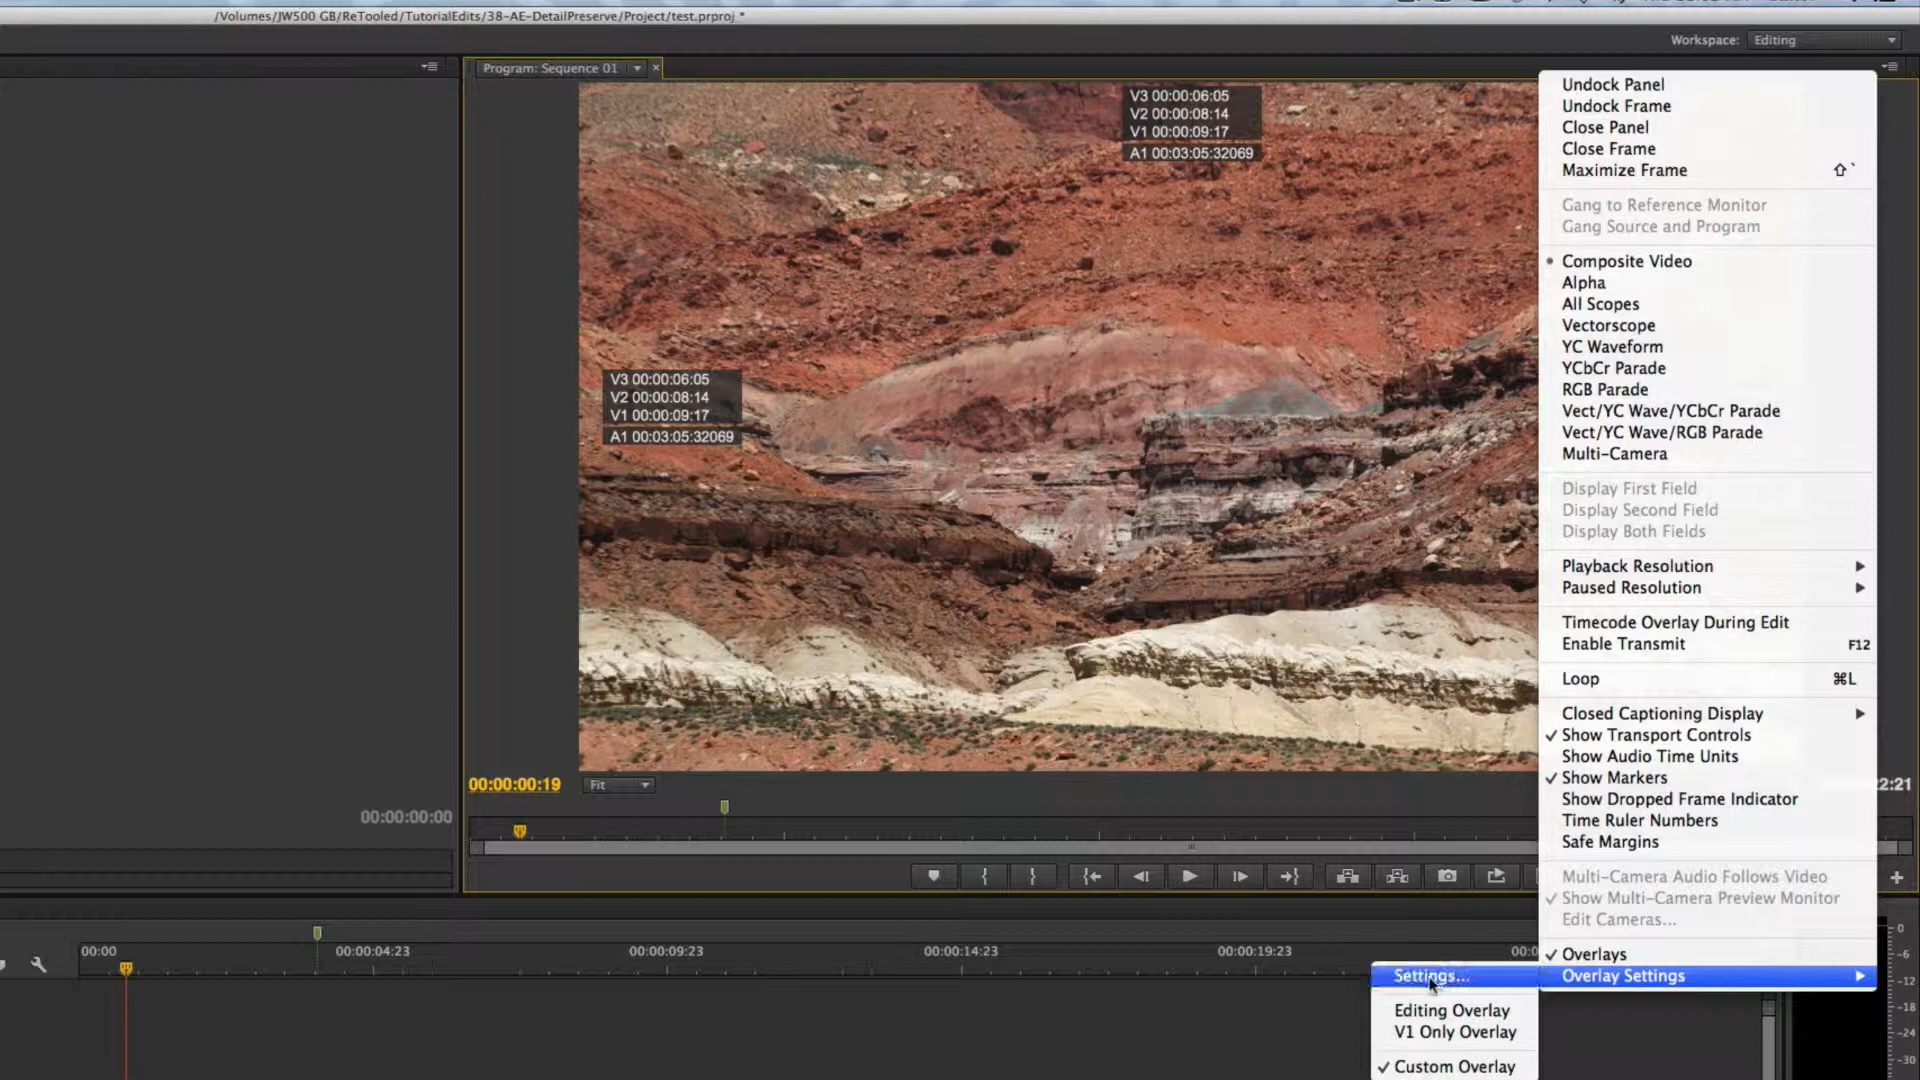 /Volumes/JW500 GB/ReTooled/TutorialEdits/38-AE-DetailPreserve/Project/test.prproj *
Workspace: Editing
Program: Sequence 01
V3 00:00:06:05
V2 00:00:08:14
V1 00:00:09:17
A1 00:03:05:32069
V3 00:00:06:05
V2 00:00:08:14
V1 00:00:09:17
A1 00:03:05:32069
Undock Panel
Undock Frame
Close Panel
Close Frame
Maximize Frame ⇧`
Gang to Reference Monitor
Gang Source and Program
Composite Video
Alpha
All Scopes
Vectorscope
YC Waveform
YCbCr Parade
RGB Parade
Vect/YC Wave/YCbCr Parade
Vect/YC Wave/RGB Parade
Multi-Camera
Display First Field
Display Second Field
Display Both Fields
Playback Resolution
Paused Resolution
Timecode Overlay During Edit
Enable Transmit F12
Loop ⌘L
Closed Captioning Display
✓ Show Transport Controls
Show Audio Time Units
✓ Show Markers
Show Dropped Frame Indicator
Time Ruler Numbers
Safe Margins
Multi-Camera Audio Follows Video
✓ Show Multi-Camera Preview Monitor
Edit Cameras...
✓ Overlays
Overlay Settings
Settings...
Editing Overlay
V1 Only Overlay
✓ Custom Overlay
00:00:00:19
Fit
2:21
00:00:00:00
00:00
00:00:04:23
00:00:09:23
00:00:14:23
00:00:19:23
00:0
0
-6
-12
-18
-24
-30